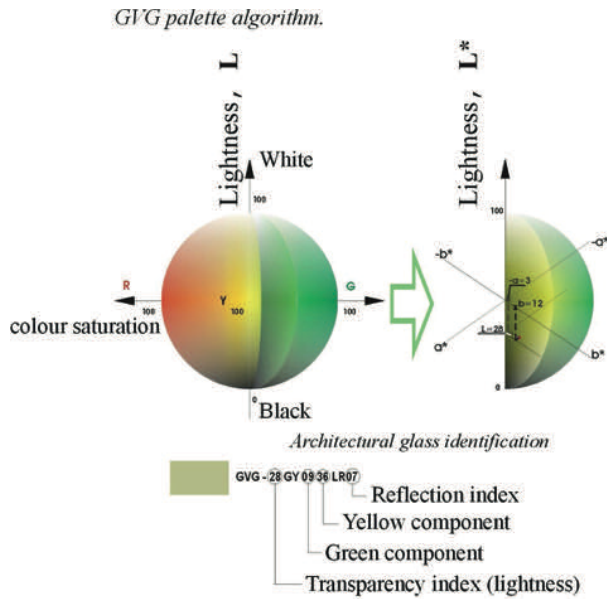 GVG palette algorithm.
Lightness, L
Lightness, L*
White
100
100
R
G
Y
-b*
-a*
-a=3
b=12
L=28
100
100
100
colour saturation
a*
b*
0
0
Black
Architectural glass identification
GVG - 28 GY 09 36 LR07
Reflection index
Yellow component
Green component
Transparency index (lightness)